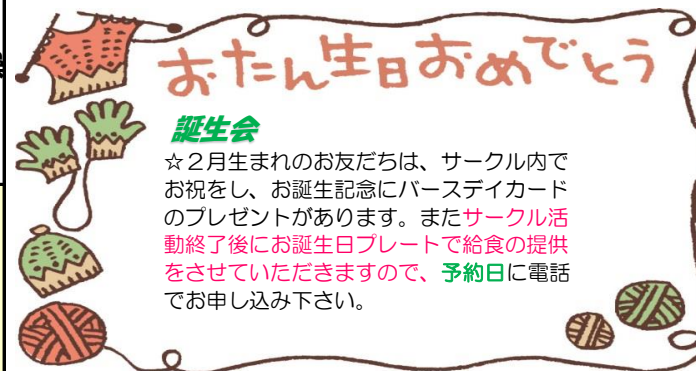 おたん生日おめでとう
誕生会
☆２月生まれのお友だちは、サークル内で
お祝をし、お誕生記念にバースデイカード
のプレゼントがあります。またサークル活
動終了後にお誕生日プレートで給食の提供
をさせていただきますので、予約日に電話
でお申し込み下さい。